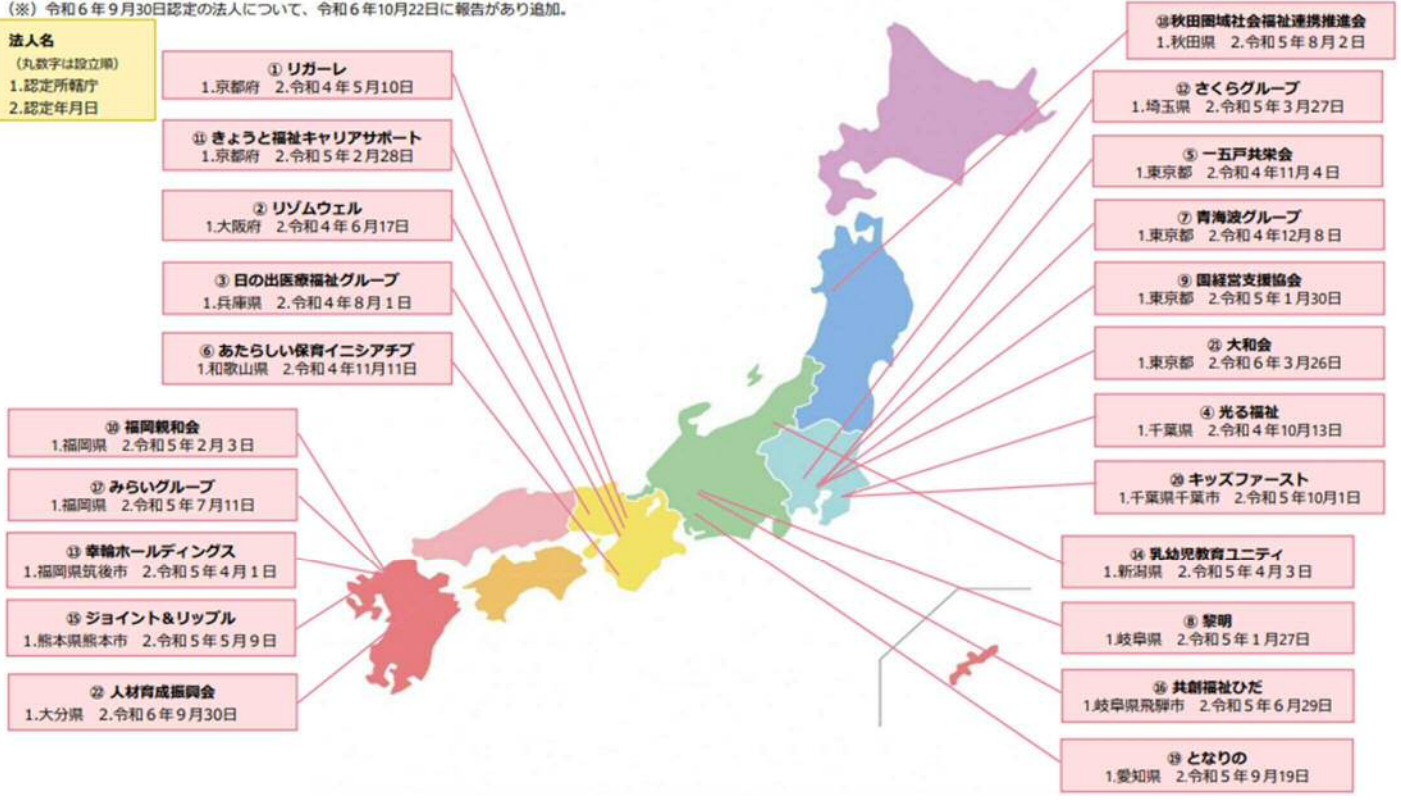 （※）令和６年９月30日認定の法人について、令和６年10月22日に報告があり追加。
法人名
（丸数字は設立順）
1.認定所轄庁
2.認定年月日
① リガーレ
1.京都府　2.令和４年５月10日
⑪ きょうと福祉キャリアサポート
1.京都府　2.令和５年２月28日
② リゾムウェル
1.大阪府　2.令和４年６月17日
③ 日の出医療福祉グループ
1.兵庫県　2.令和４年８月１日
⑥ あたらしい保育イニシアチブ
1.和歌山県　2.令和４年11月11日
⑩ 福岡親和会
1.福岡県　2.令和５年２月３日
⑰ みらいグループ
1.福岡県　2.令和５年７月11日
⑬ 幸輪ホールディングス
1.福岡県筑後市　2.令和５年４月１日
⑮ ジョイント＆リップル
1.熊本県熊本市　2.令和５年５月９日
㉒ 人材育成振興会
1.大分県　2.令和６年９月30日
⑱秋田圏域社会福祉連携推進会
1.秋田県　2.令和５年８月２日
⑫ さくらグループ
1.埼玉県　2.令和５年３月27日
⑤ 一五戸共栄会
1.東京都　2.令和４年11月４日
⑦ 青海波グループ
1.東京都　2.令和４年12月８日
⑨ 園経営支援協会
1.東京都　2.令和５年１月30日
㉑ 大和会
1.東京都　2.令和６年３月26日
④ 光る福祉
1.千葉県　2.令和４年10月13日
⑳ キッズファースト
1.千葉県千葉市　2.令和５年10月1日
⑭ 乳幼児教育ユニティ
1.新潟県　2.令和５年４月３日
⑧ 黎明
1.岐阜県　2.令和５年１月27日
⑯ 共創福祉ひだ
1.岐阜県飛騨市　2.令和５年６月29日
⑲ となりの
1.愛知県　2.令和５年９月19日